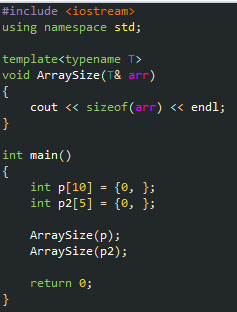 #include <iostream>
using namespace std;
template<typename T>
void ArraySize(T& arr)
{
cout << sizeof(arr) << endl;
}
int main()
{
int p[10] = {0, };
int p2[5] = {0, };
ArraySize(p);
ArraySize(p2);
return 0;
}